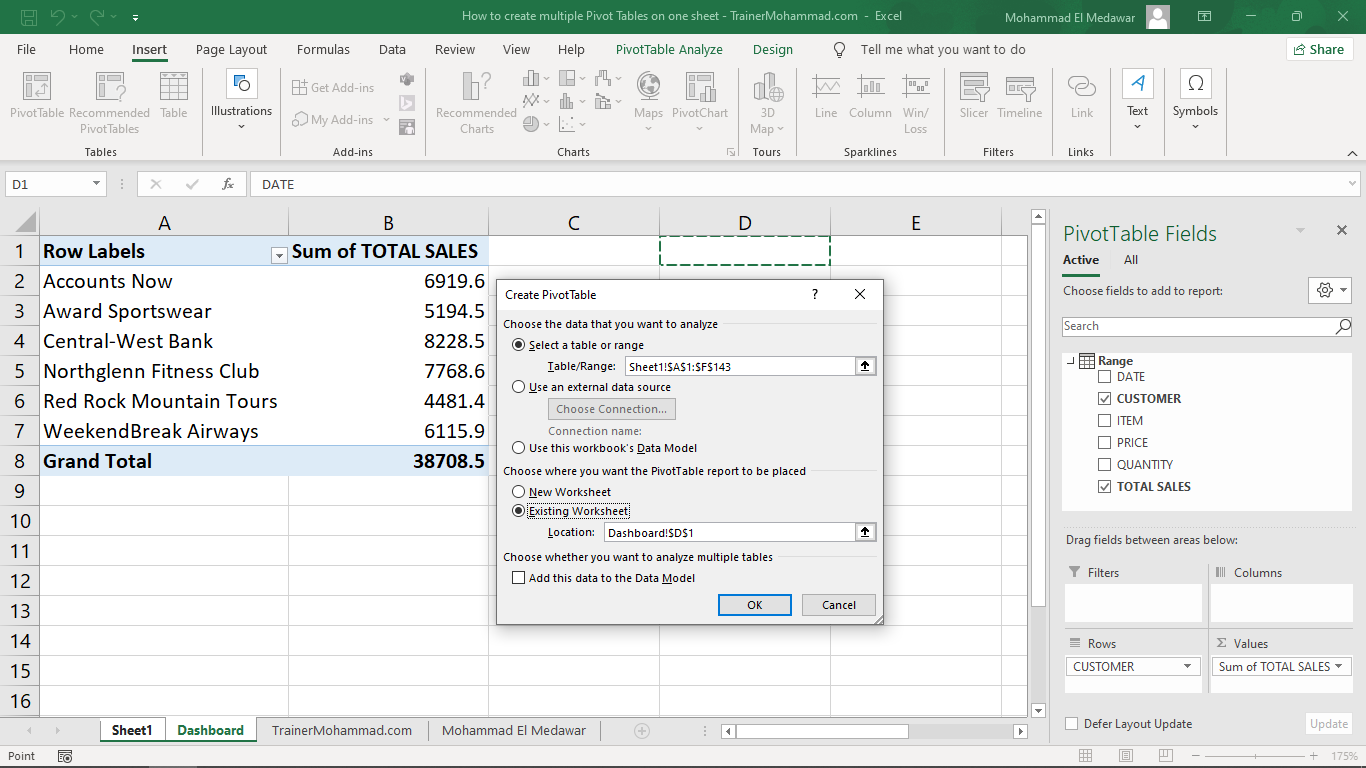 How to create multiple Pivot Tables on one sheet - TrainerMohammad.com - Excel
Mohammad El Medawar
File Home Insert Page Layout Formulas Data Review View Help PivotTable Analyze Design Tell me what you want to do Share
PivotTable Recommended PivotTables Table
Tables
Illustrations
Get Add-ins
My Add-ins
Add-ins
Recommended Charts
Maps PivotChart
Charts
3D Map
Tours
Line Column Win/Loss
Sparklines
Slicer Timeline
Filters
Link
Links
Text
Symbols
D1 fx DATE
A B C D E
1 Row Labels Sum of TOTAL SALES
2 Accounts Now 6919.6
3 Award Sportswear 5194.5
4 Central-West Bank 8228.5
5 Northglenn Fitness Club 7768.6
6 Red Rock Mountain Tours 4481.4
7 WeekendBreak Airways 6115.9
8 Grand Total 38708.5
9
10
11
12
13
14
15
16
Create PivotTable ?
Choose the data that you want to analyze
Select a table or range
Table/Range: Sheet1!$A$1:$F$143
Use an external data source
Choose Connection...
Connection name:
Use this workbook's Data Model
Choose where you want the PivotTable report to be placed
New Worksheet
Existing Worksheet
Location: Dashboard!$D$1
Choose whether you want to analyze multiple tables
Add this data to the Data Model
OK Cancel
PivotTable Fields
Active All
Choose fields to add to report:
Search
Range
DATE
CUSTOMER
ITEM
PRICE
QUANTITY
TOTAL SALES
Drag fields between areas below:
Filters Columns
Rows Σ Values
CUSTOMER Sum of TOTAL SALES
Defer Layout Update Update
Sheet1 Dashboard TrainerMohammad.com Mohammad El Medawar
Point 175%